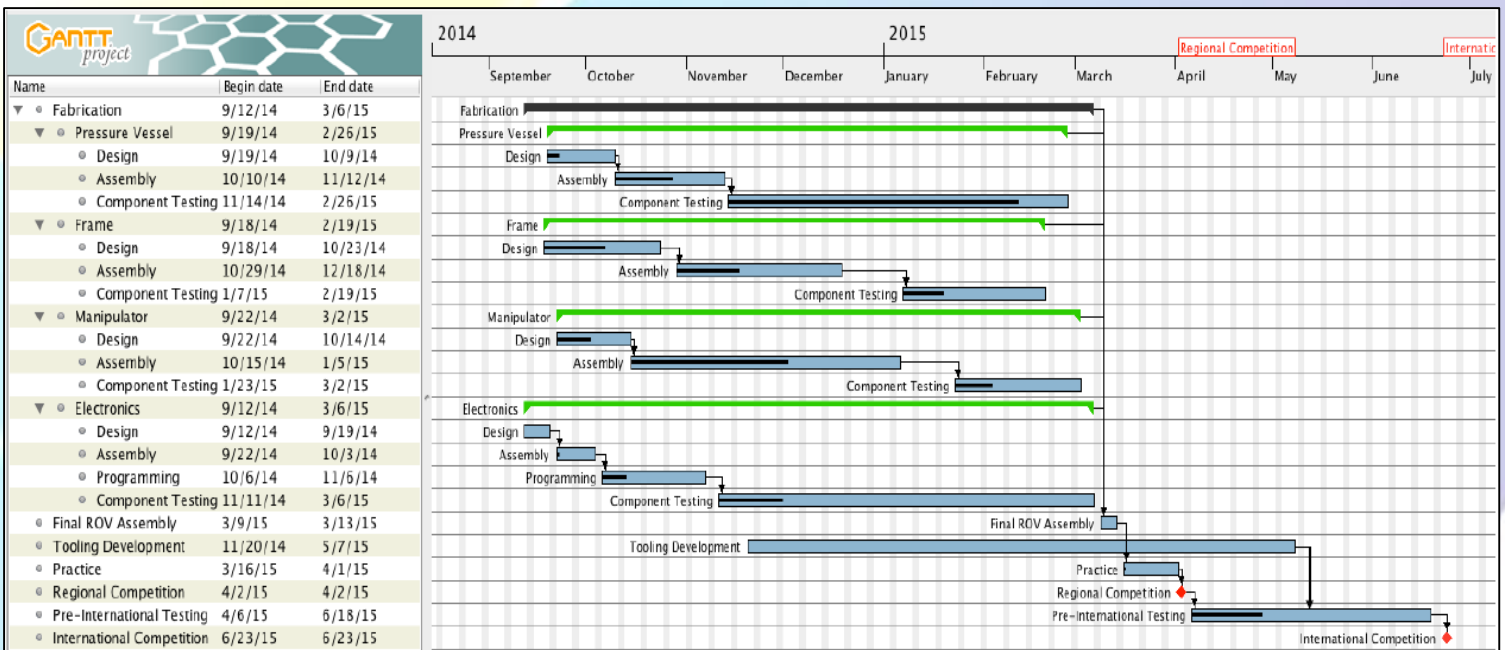 GANTT
project
Name Begin date End date
Fabrication 9/12/14 3/6/15
Pressure Vessel 9/19/14 2/26/15
Design 9/19/14 10/9/14
Assembly 10/10/14 11/12/14
Component Testing 11/14/14 2/26/15
Frame 9/18/14 2/19/15
Design 9/18/14 10/23/14
Assembly 10/29/14 12/18/14
Component Testing 1/7/15 2/19/15
Manipulator 9/22/14 3/2/15
Design 9/22/14 10/14/14
Assembly 10/15/14 1/5/15
Component Testing 1/23/15 3/2/15
Electronics 9/12/14 3/6/15
Design 9/12/14 9/19/14
Assembly 9/22/14 10/3/14
Programming 10/6/14 11/6/14
Component Testing 11/11/14 3/6/15
Final ROV Assembly 3/9/15 3/13/15
Tooling Development 11/20/14 5/7/15
Practice 3/16/15 4/1/15
Regional Competition 4/2/15 4/2/15
Pre-International Testing 4/6/15 6/18/15
International Competition 6/23/15 6/23/15
2014 2015
Regional Competition Internatic
September October November December January February March April May June July
Fabrication
Pressure Vessel
Design
Assembly
Component Testing
Frame
Design
Assembly
Component Testing
Manipulator
Design
Assembly
Component Testing
Electronics
Design
Assembly
Programming
Component Testing
Final ROV Assembly
Tooling Development
Practice
Regional Competition
Pre-International Testing
International Competition